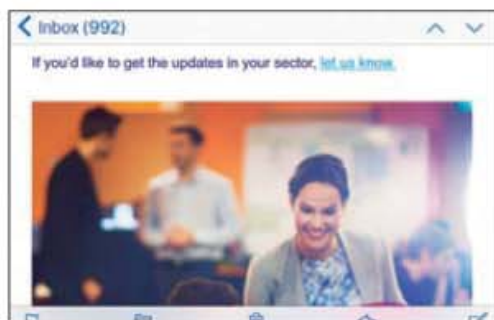 Inbox (992)
If you'd like to get the updates in your sector, let us know.